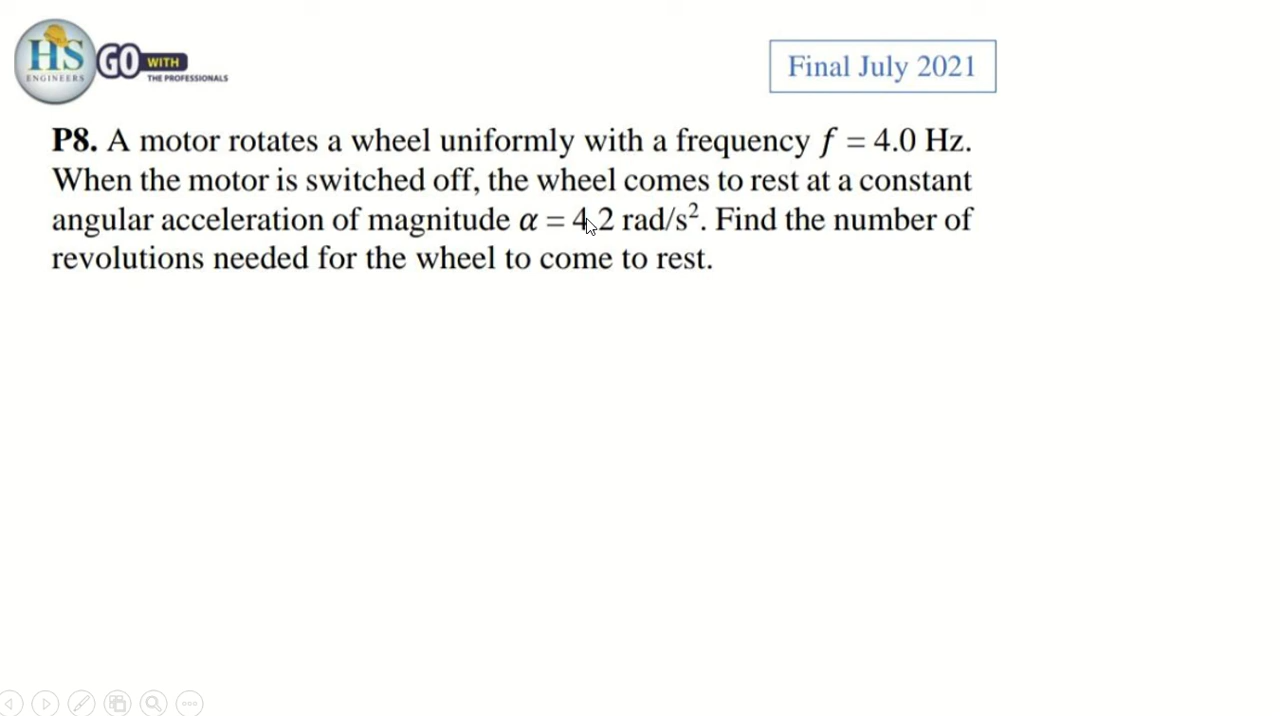 HS
ENGINEERS
GO WITH
THE PROFESSIONALS
Final July 2021
P8. A motor rotates a wheel uniformly with a frequency f = 4.0 Hz.
When the motor is switched off, the wheel comes to rest at a constant
angular acceleration of magnitude α = 4.2 rad/s². Find the number of
revolutions needed for the wheel to come to rest.